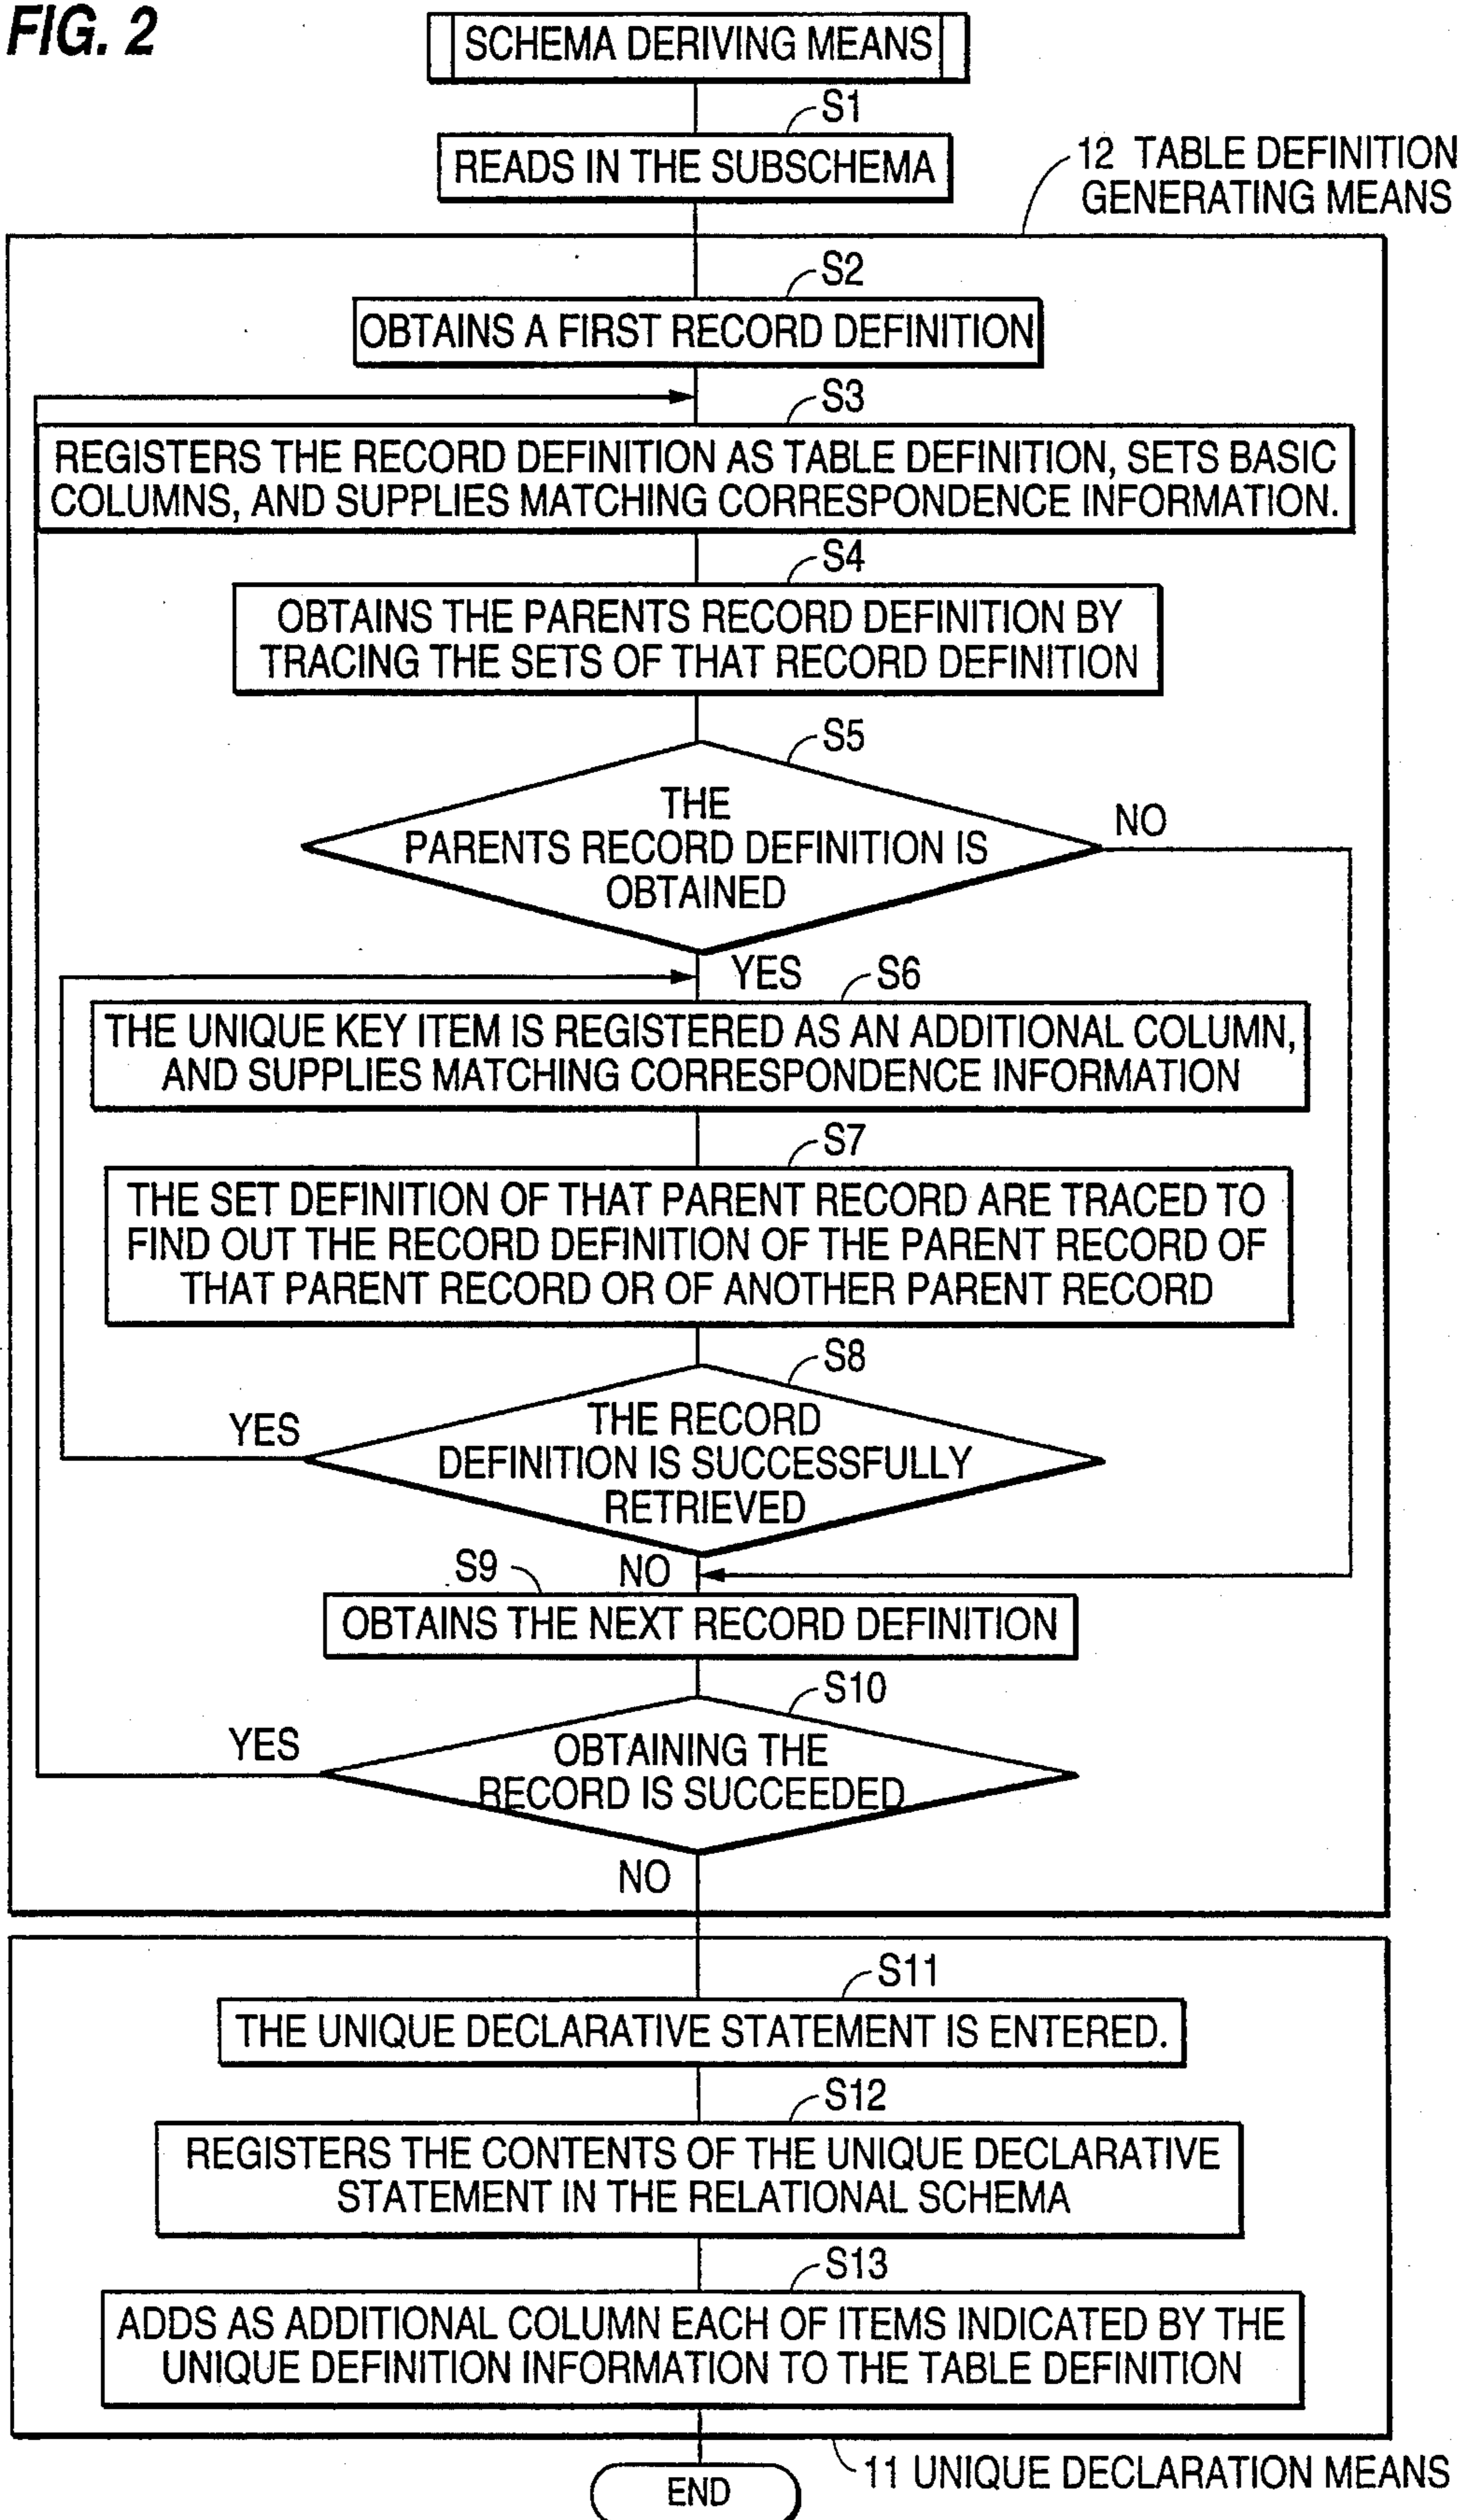 FIG. 2
SCHEMA DERIVING MEANS
S1
READS IN THE SUBSCHEMA
12 TABLE DEFINITION
GENERATING MEANS
S2
OBTAINS A FIRST RECORD DEFINITION
S3
REGISTERS THE RECORD DEFINITION AS TABLE DEFINITION, SETS BASIC
COLUMNS, AND SUPPLIES MATCHING CORRESPONDENCE INFORMATION.
S4
OBTAINS THE PARENTS RECORD DEFINITION BY
TRACING THE SETS OF THAT RECORD DEFINITION
S5
THE
PARENTS RECORD DEFINITION IS
OBTAINED
NO
YES
S6
THE UNIQUE KEY ITEM IS REGISTERED AS AN ADDITIONAL COLUMN,
AND SUPPLIES MATCHING CORRESPONDENCE INFORMATION
S7
THE SET DEFINITION OF THAT PARENT RECORD ARE TRACED TO
FIND OUT THE RECORD DEFINITION OF THE PARENT RECORD OF
THAT PARENT RECORD OR OF ANOTHER PARENT RECORD
S8
YES
THE RECORD
DEFINITION IS SUCCESSFULLY
RETRIEVED
S9
NO
OBTAINS THE NEXT RECORD DEFINITION
S10
YES
OBTAINING THE
RECORD IS SUCCEEDED
NO
S11
THE UNIQUE DECLARATIVE STATEMENT IS ENTERED.
S12
REGISTERS THE CONTENTS OF THE UNIQUE DECLARATIVE
STATEMENT IN THE RELATIONAL SCHEMA
S13
ADDS AS ADDITIONAL COLUMN EACH OF ITEMS INDICATED BY THE
UNIQUE DEFINITION INFORMATION TO THE TABLE DEFINITION
11 UNIQUE DECLARATION MEANS
END